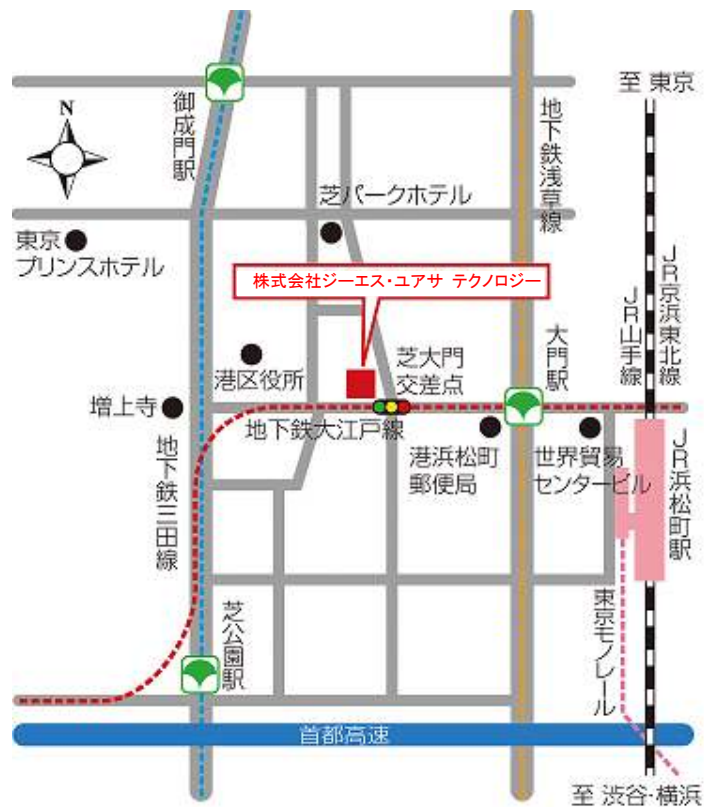 至 東京
N
御成門駅
地下鉄浅草線
芝パークホテル
東京
プリンスホテル
株式会社ジーエス・ユアサ テクノロジー
JR京浜東北線
JR山手線
大門駅
芝大門
交差点
港区役所
増上寺
地下鉄大江戸線
港浜松町
郵便局
世界貿易
センタービル
JR浜松町駅
地下鉄三田線
芝公園駅
東京モノレール
首都高速
至 渋谷・横浜